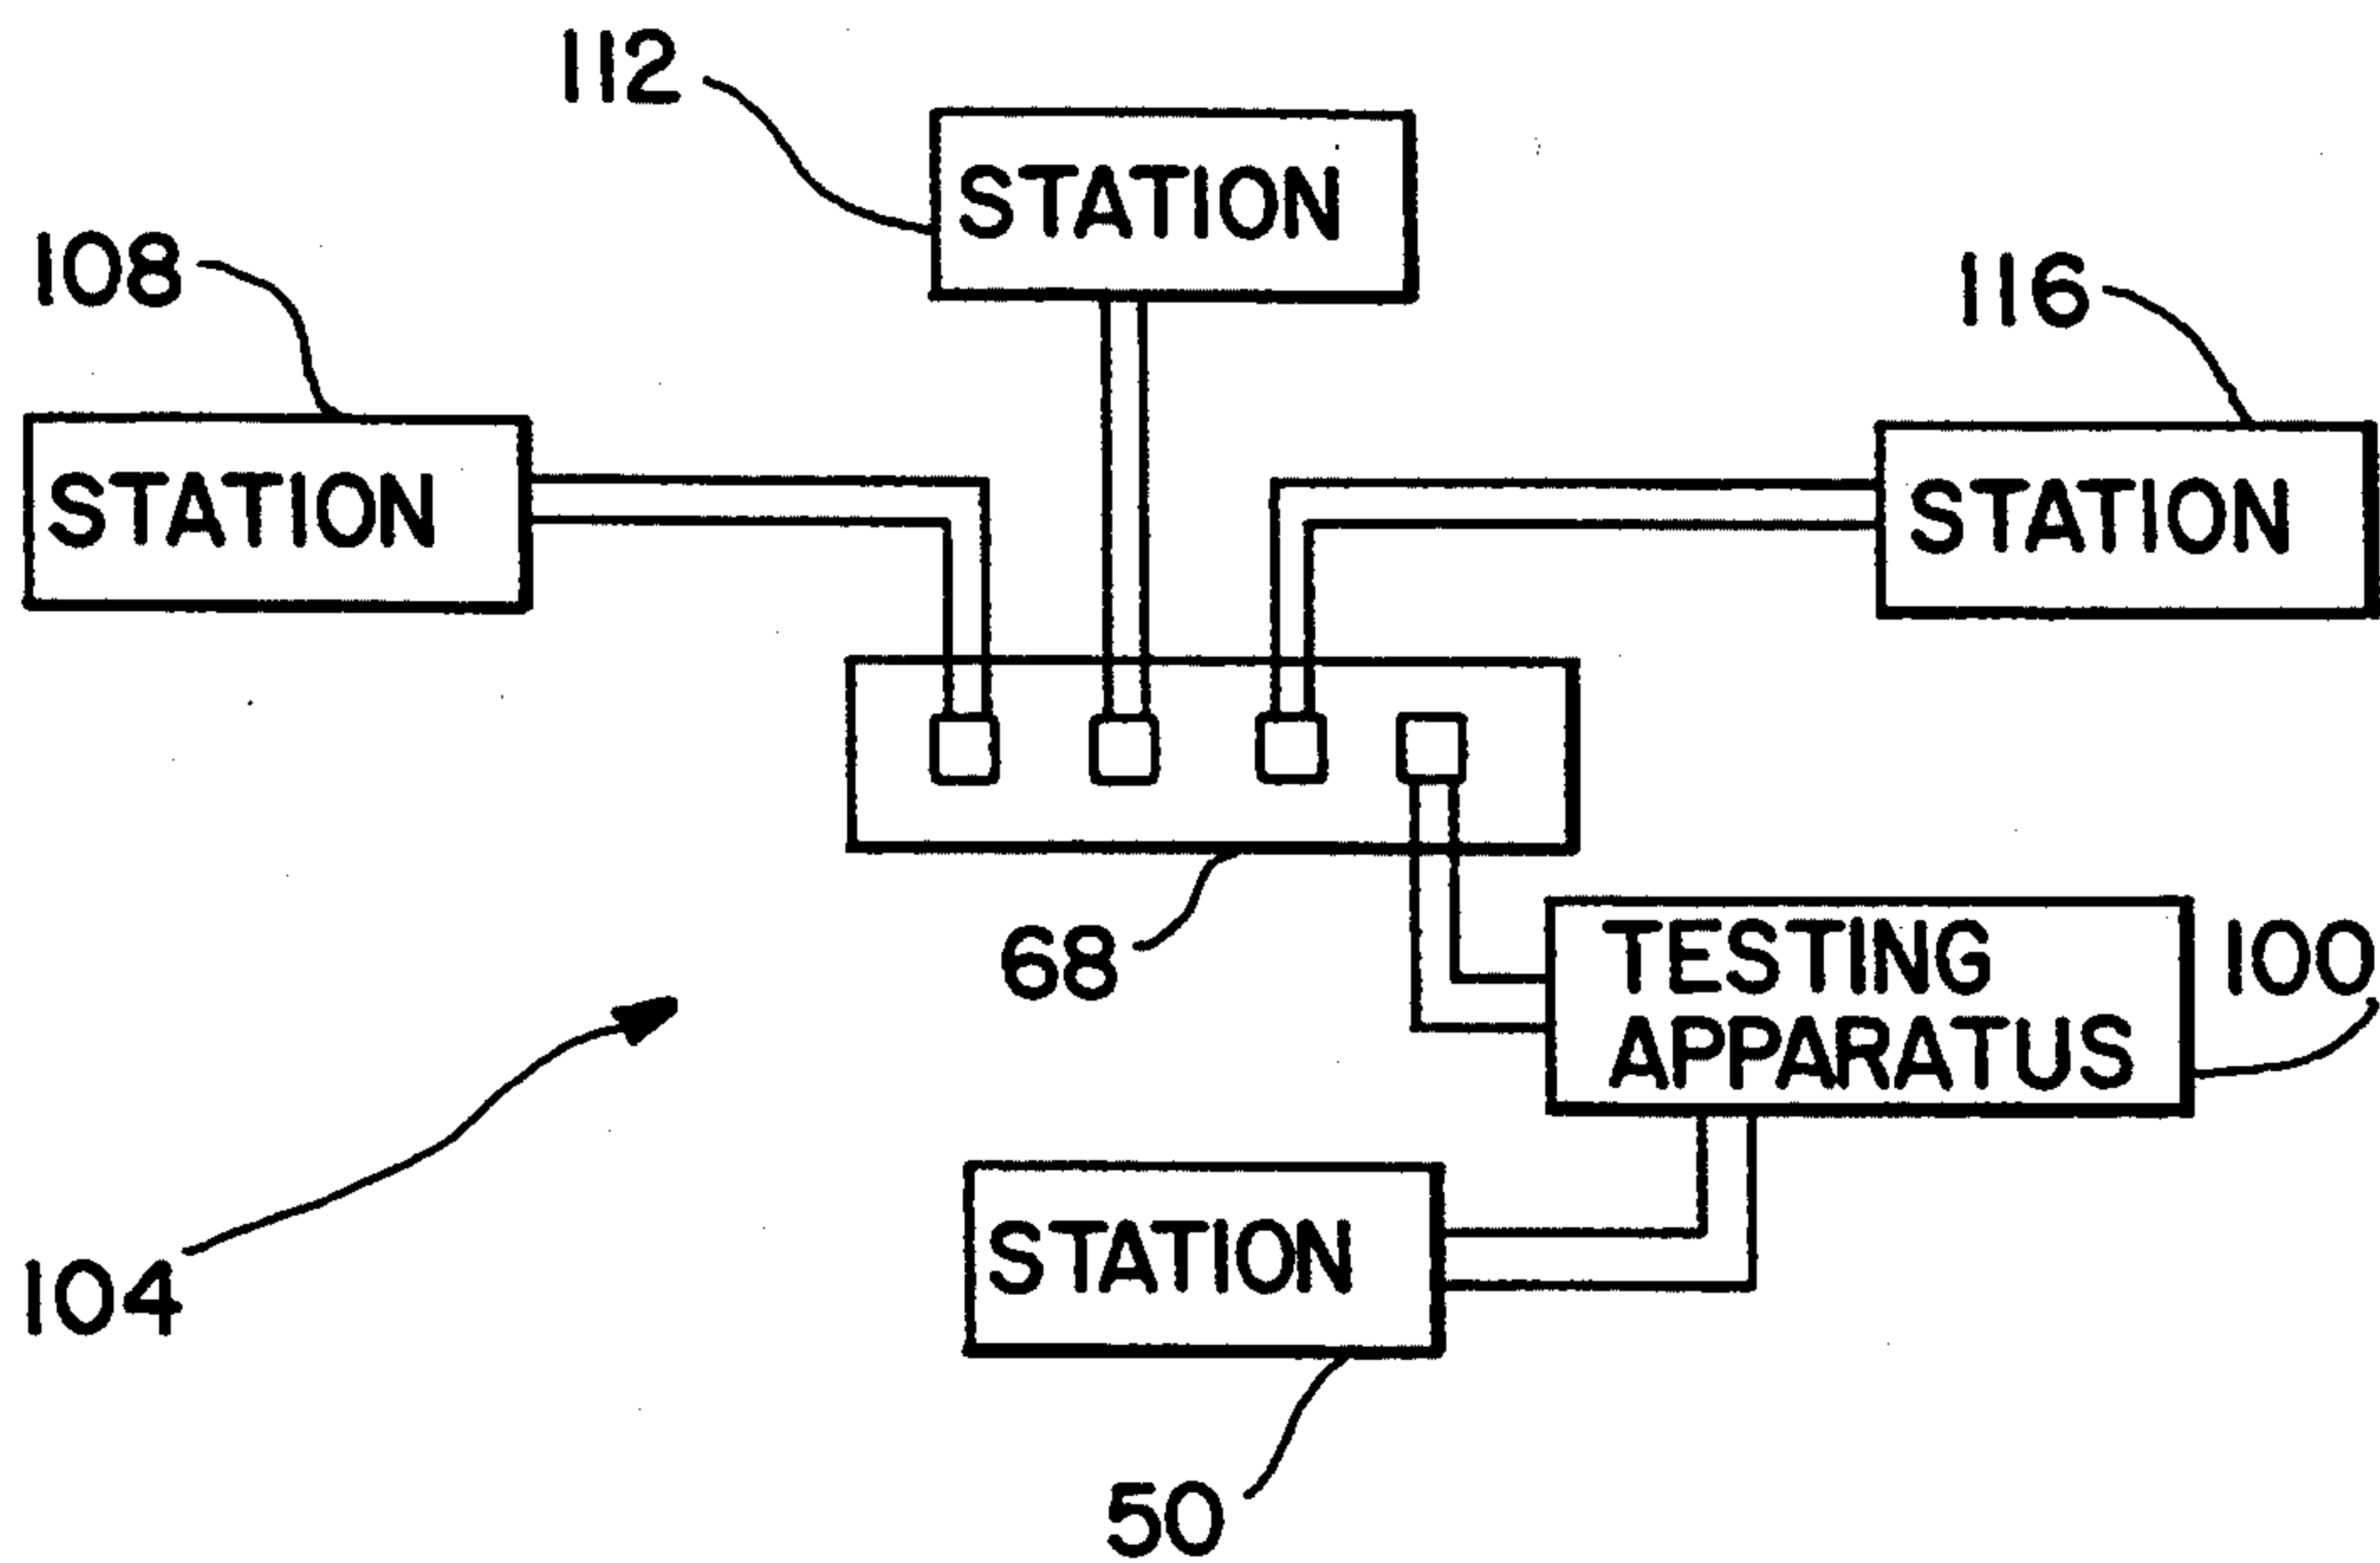 112
STATION
108
116
STATION
STATION
68
TESTING
APPARATUS
100
STATION
104
50